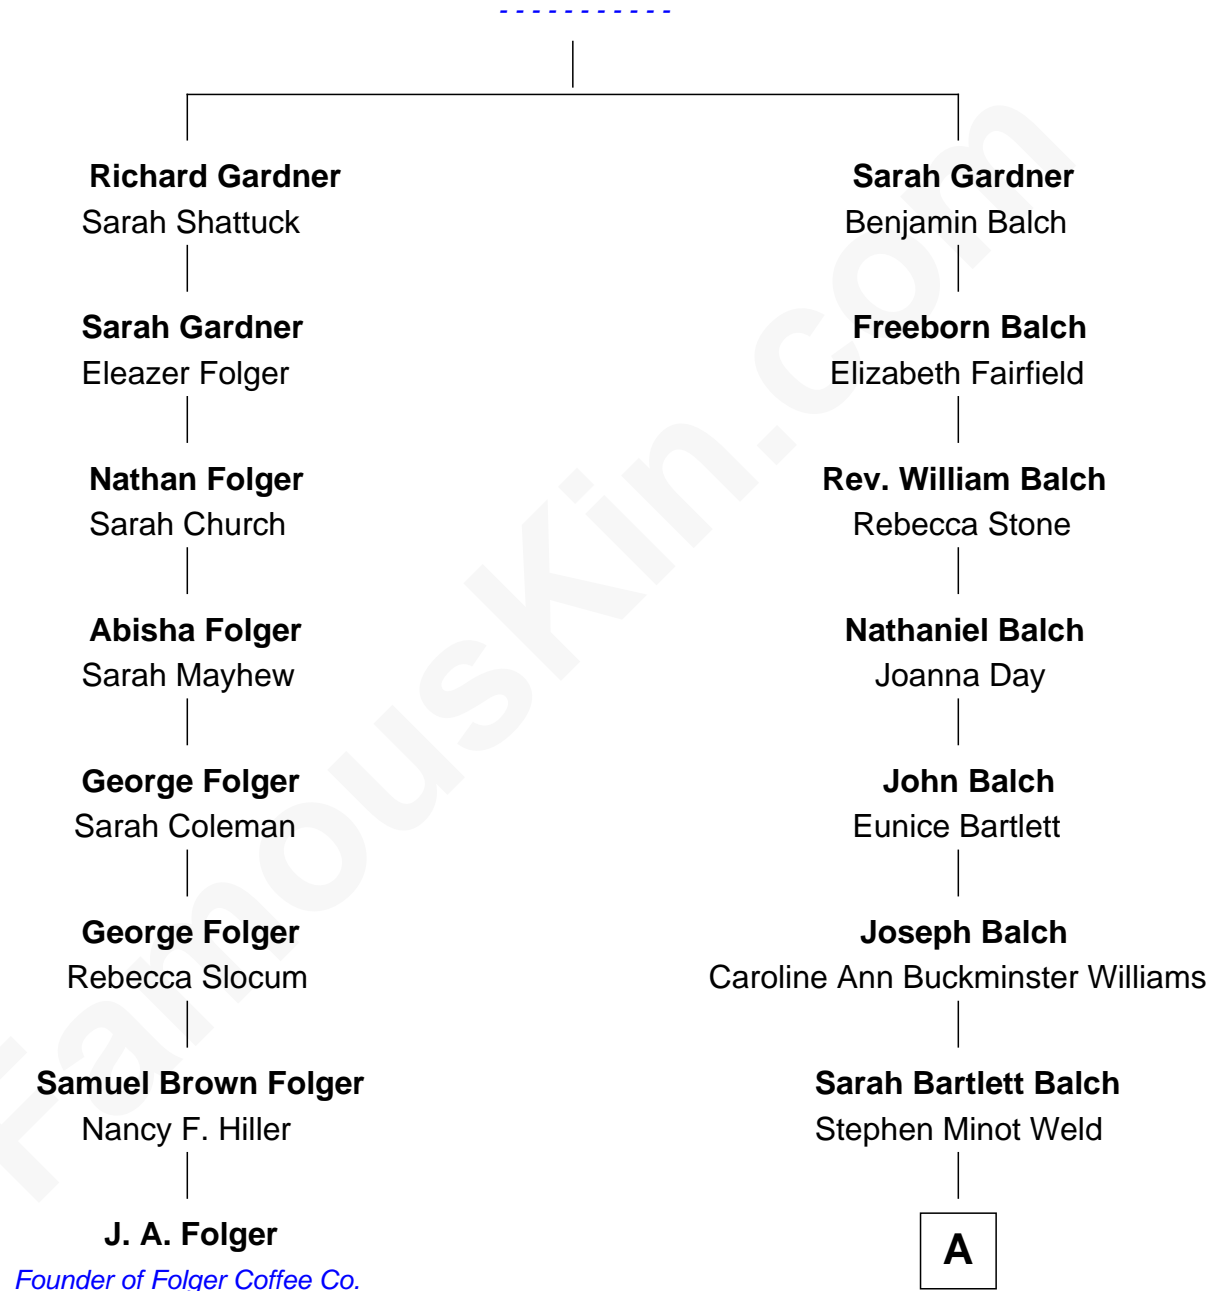 - - - - - - - - - - -
Richard Gardner
Sarah Shattuck
Sarah Gardner
Eleazer Folger
Nathan Folger
Sarah Church
Abisha Folger
Sarah Mayhew
George Folger
Sarah Coleman
George Folger
Rebecca Slocum
Samuel Brown Folger
Nancy F. Hiller
J. A. Folger
Founder of Folger Coffee Co.
Sarah Gardner
Benjamin Balch
Freeborn Balch
Elizabeth Fairfield
Rev. William Balch
Rebecca Stone
Nathaniel Balch
Joanna Day
John Balch
Eunice Bartlett
Joseph Balch
Caroline Ann Buckminster Williams
Sarah Bartlett Balch
Stephen Minot Weld
A
FamousKin.com